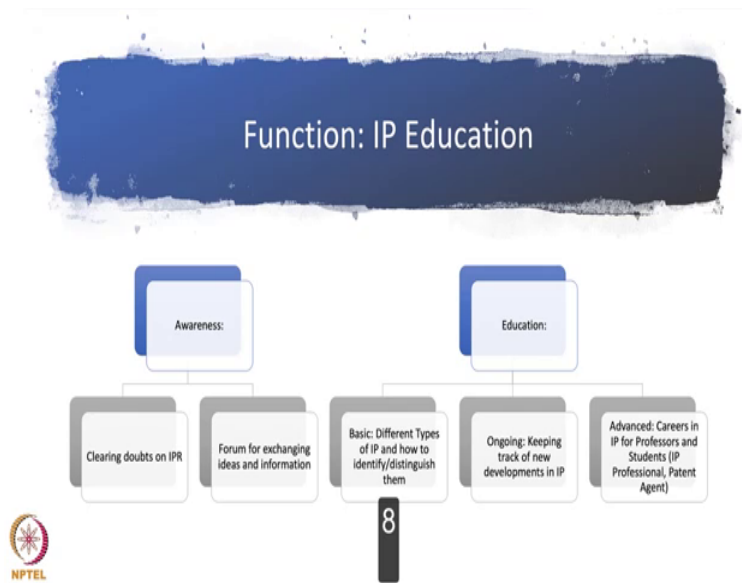 Function: IP Education
Awareness:
Education:
Clearing doubts on IPR
Forum for exchanging
ideas and information
Basic: Different Types
of IP and how to
identify/distinguish
them
Ongoing: Keeping
track of new
developments in IP
Advanced: Careers in
IP for Professors and
Students (IP
Professional, Patent
Agent)
8
NPTEL